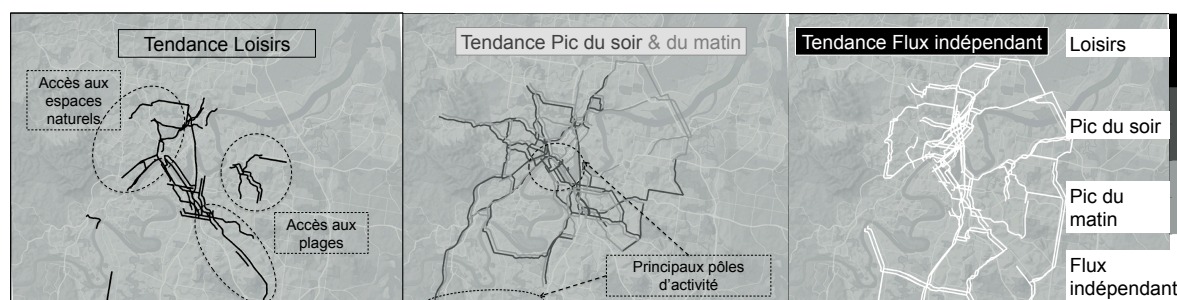 Tendance Loisirs
Accès aux
espaces
naturels
Accès aux
plages
Tendance Pic du soir & du matin
Principaux pôles
d'activité
Tendance Flux indépendant
Loisirs
Pic du soir
Pic du
matin
Flux
indépendant